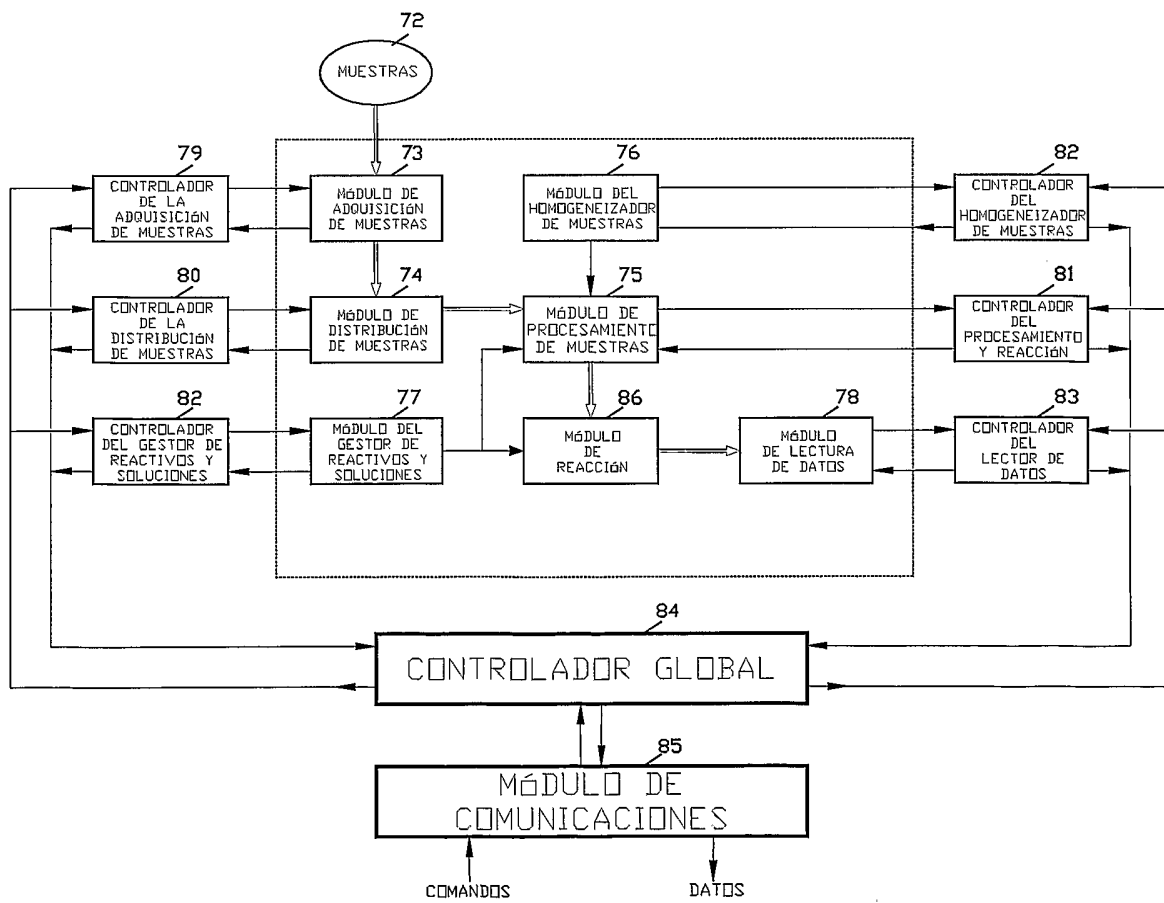 72
MUESTRAS
79
CONTROLADOR
DE LA
ADQUISICIÓN
DE MUESTRAS
73
MÓDULO DE
ADQUISICIÓN
DE MUESTRAS
76
MÓDULO DEL
HOMOGENEIZADOR
DE MUESTRAS
82
CONTROLADOR
DEL
HOMOGENEIZADOR
DE MUESTRAS
80
CONTROLADOR
DE LA
DISTRIBUCIÓN
DE MUESTRAS
74
MÓDULO DE
DISTRIBUCIÓN
DE MUESTRAS
75
MÓDULO DE
PROCESAMIENTO
DE MUESTRAS
81
CONTROLADOR
DEL
PROCESAMIENTO
Y REACCIÓN
82
CONTROLADOR
DEL GESTOR DE
REACTIVOS Y
SOLUCIONES
77
MÓDULO DEL
GESTOR DE
REACTIVOS Y
SOLUCIONES
86
MÓDULO
DE
REACCIÓN
78
MÓDULO
DE LECTURA
DE DATOS
83
CONTROLADOR
DEL
LECTOR DE
DATOS
84
CONTROLADOR GLOBAL
85
MÓDULO DE
COMUNICACIONES
COMANDOS
DATOS